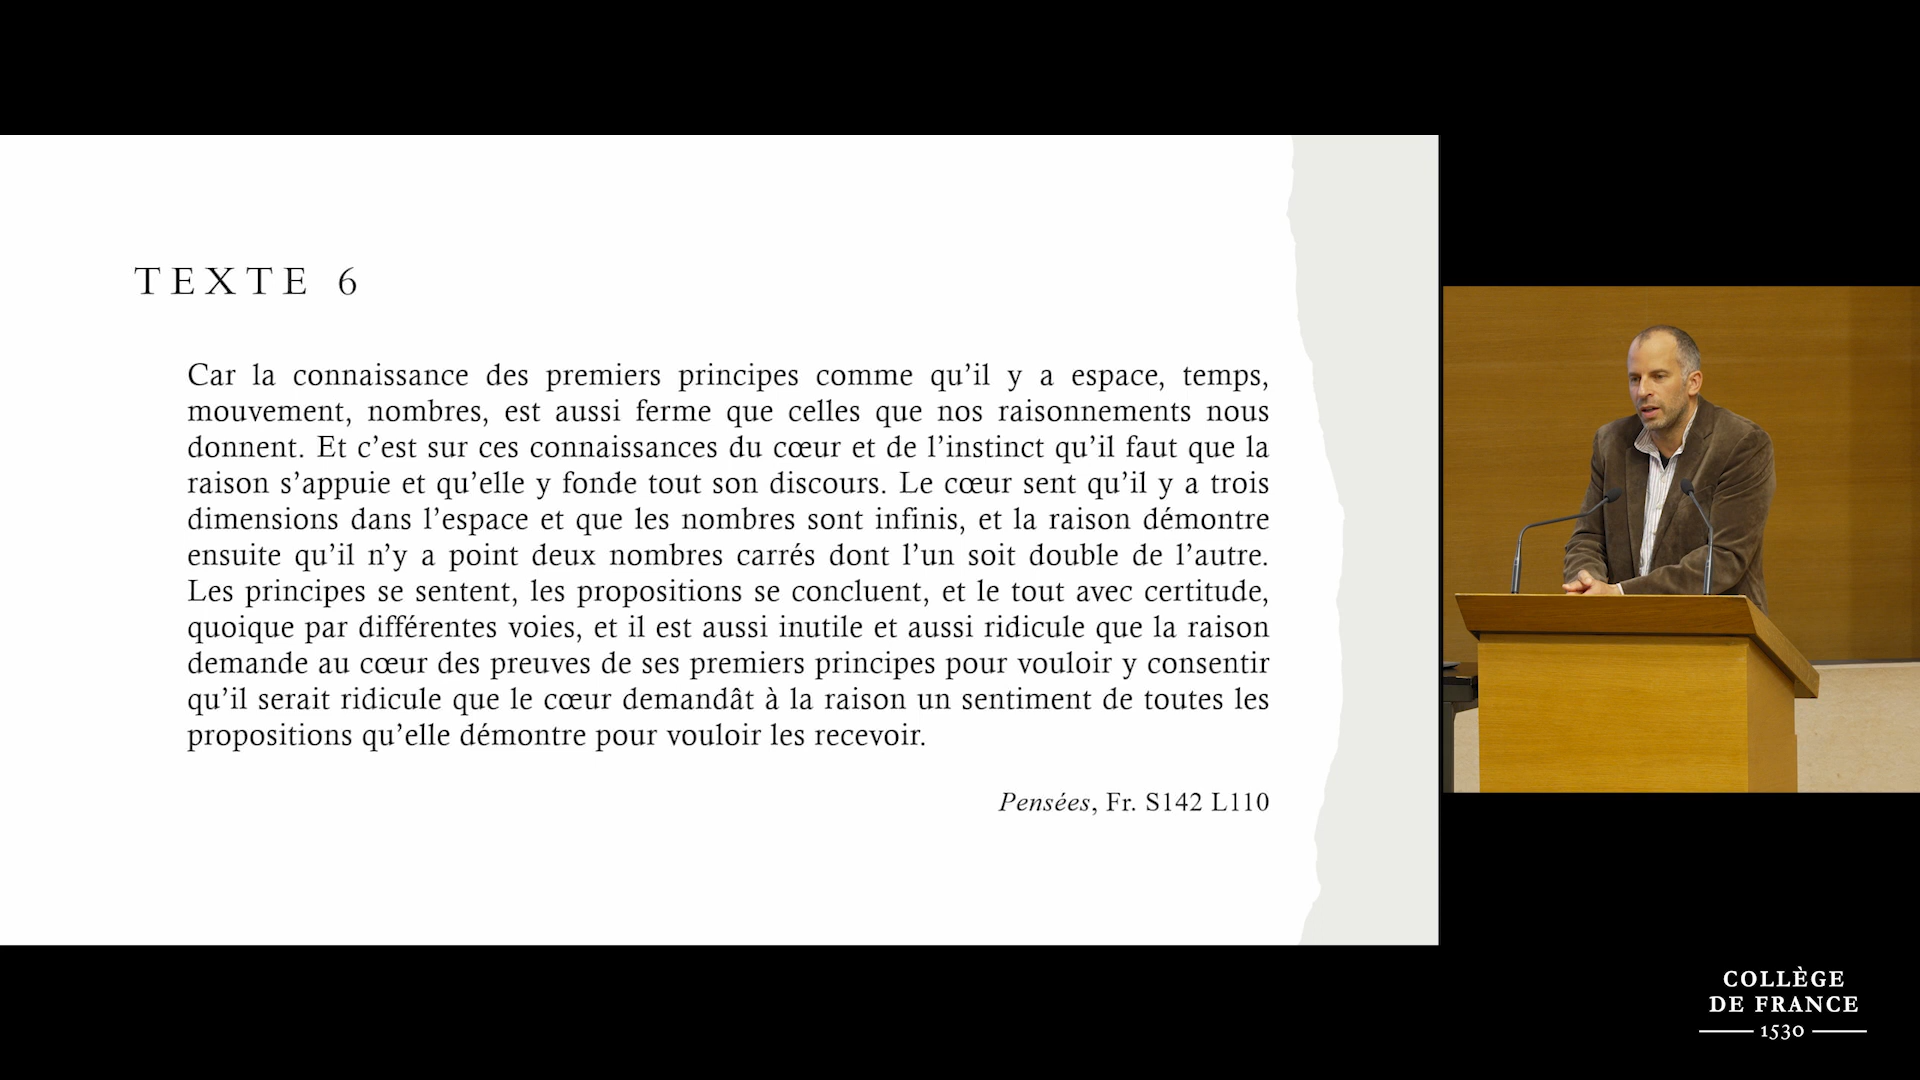 TEXTE 6
Car la connaissance des premiers principes comme qu’il y a espace, temps,
mouvement, nombres, est aussi ferme que celles que nos raisonnements nous
donnent. Et c’est sur ces connaissances du cœur et de l’instinct qu’il faut que la
raison s’appuie et qu’elle y fonde tout son discours. Le cœur sent qu’il y a trois
dimensions dans l’espace et que les nombres sont infinis, et la raison démontre
ensuite qu’il n’y a point deux nombres carrés dont l’un soit double de l’autre.
Les principes se sentent, les propositions se concluent, et le tout avec certitude,
quoique par différentes voies, et il est aussi inutile et aussi ridicule que la raison
demande au cœur des preuves de ses premiers principes pour vouloir y consentir
qu’il serait ridicule que le cœur demandât à la raison un sentiment de toutes les
propositions qu’elle démontre pour vouloir les recevoir.
Pensées, Fr. S142 L110
COLLÈGE
DE FRANCE
1530